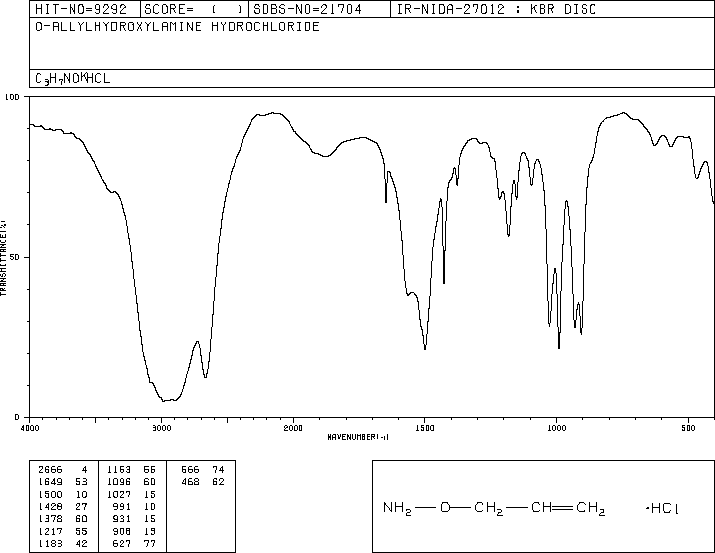 HIT-NO=9292 SCORE= ( ) SDBS-NO=21704 IR-NIDA-27012 : KBR DISC
O-ALLYLHYDROXYLAMINE HYDROCHLORIDE
C3H7NO·HCL
100
50
0
TRANSMITTANCE(%)
4000 3000 2000 1500 1000 500
WAVENUMBER(-1)
2666 4 1153 66 566 74
1649 53 1096 60 468 62
1500 10 1027 15
1428 27 991 10
1378 60 931 15
1217 55 908 19
1183 42 627 77
NH2—O—CH2—CH=CH2 ·HCl